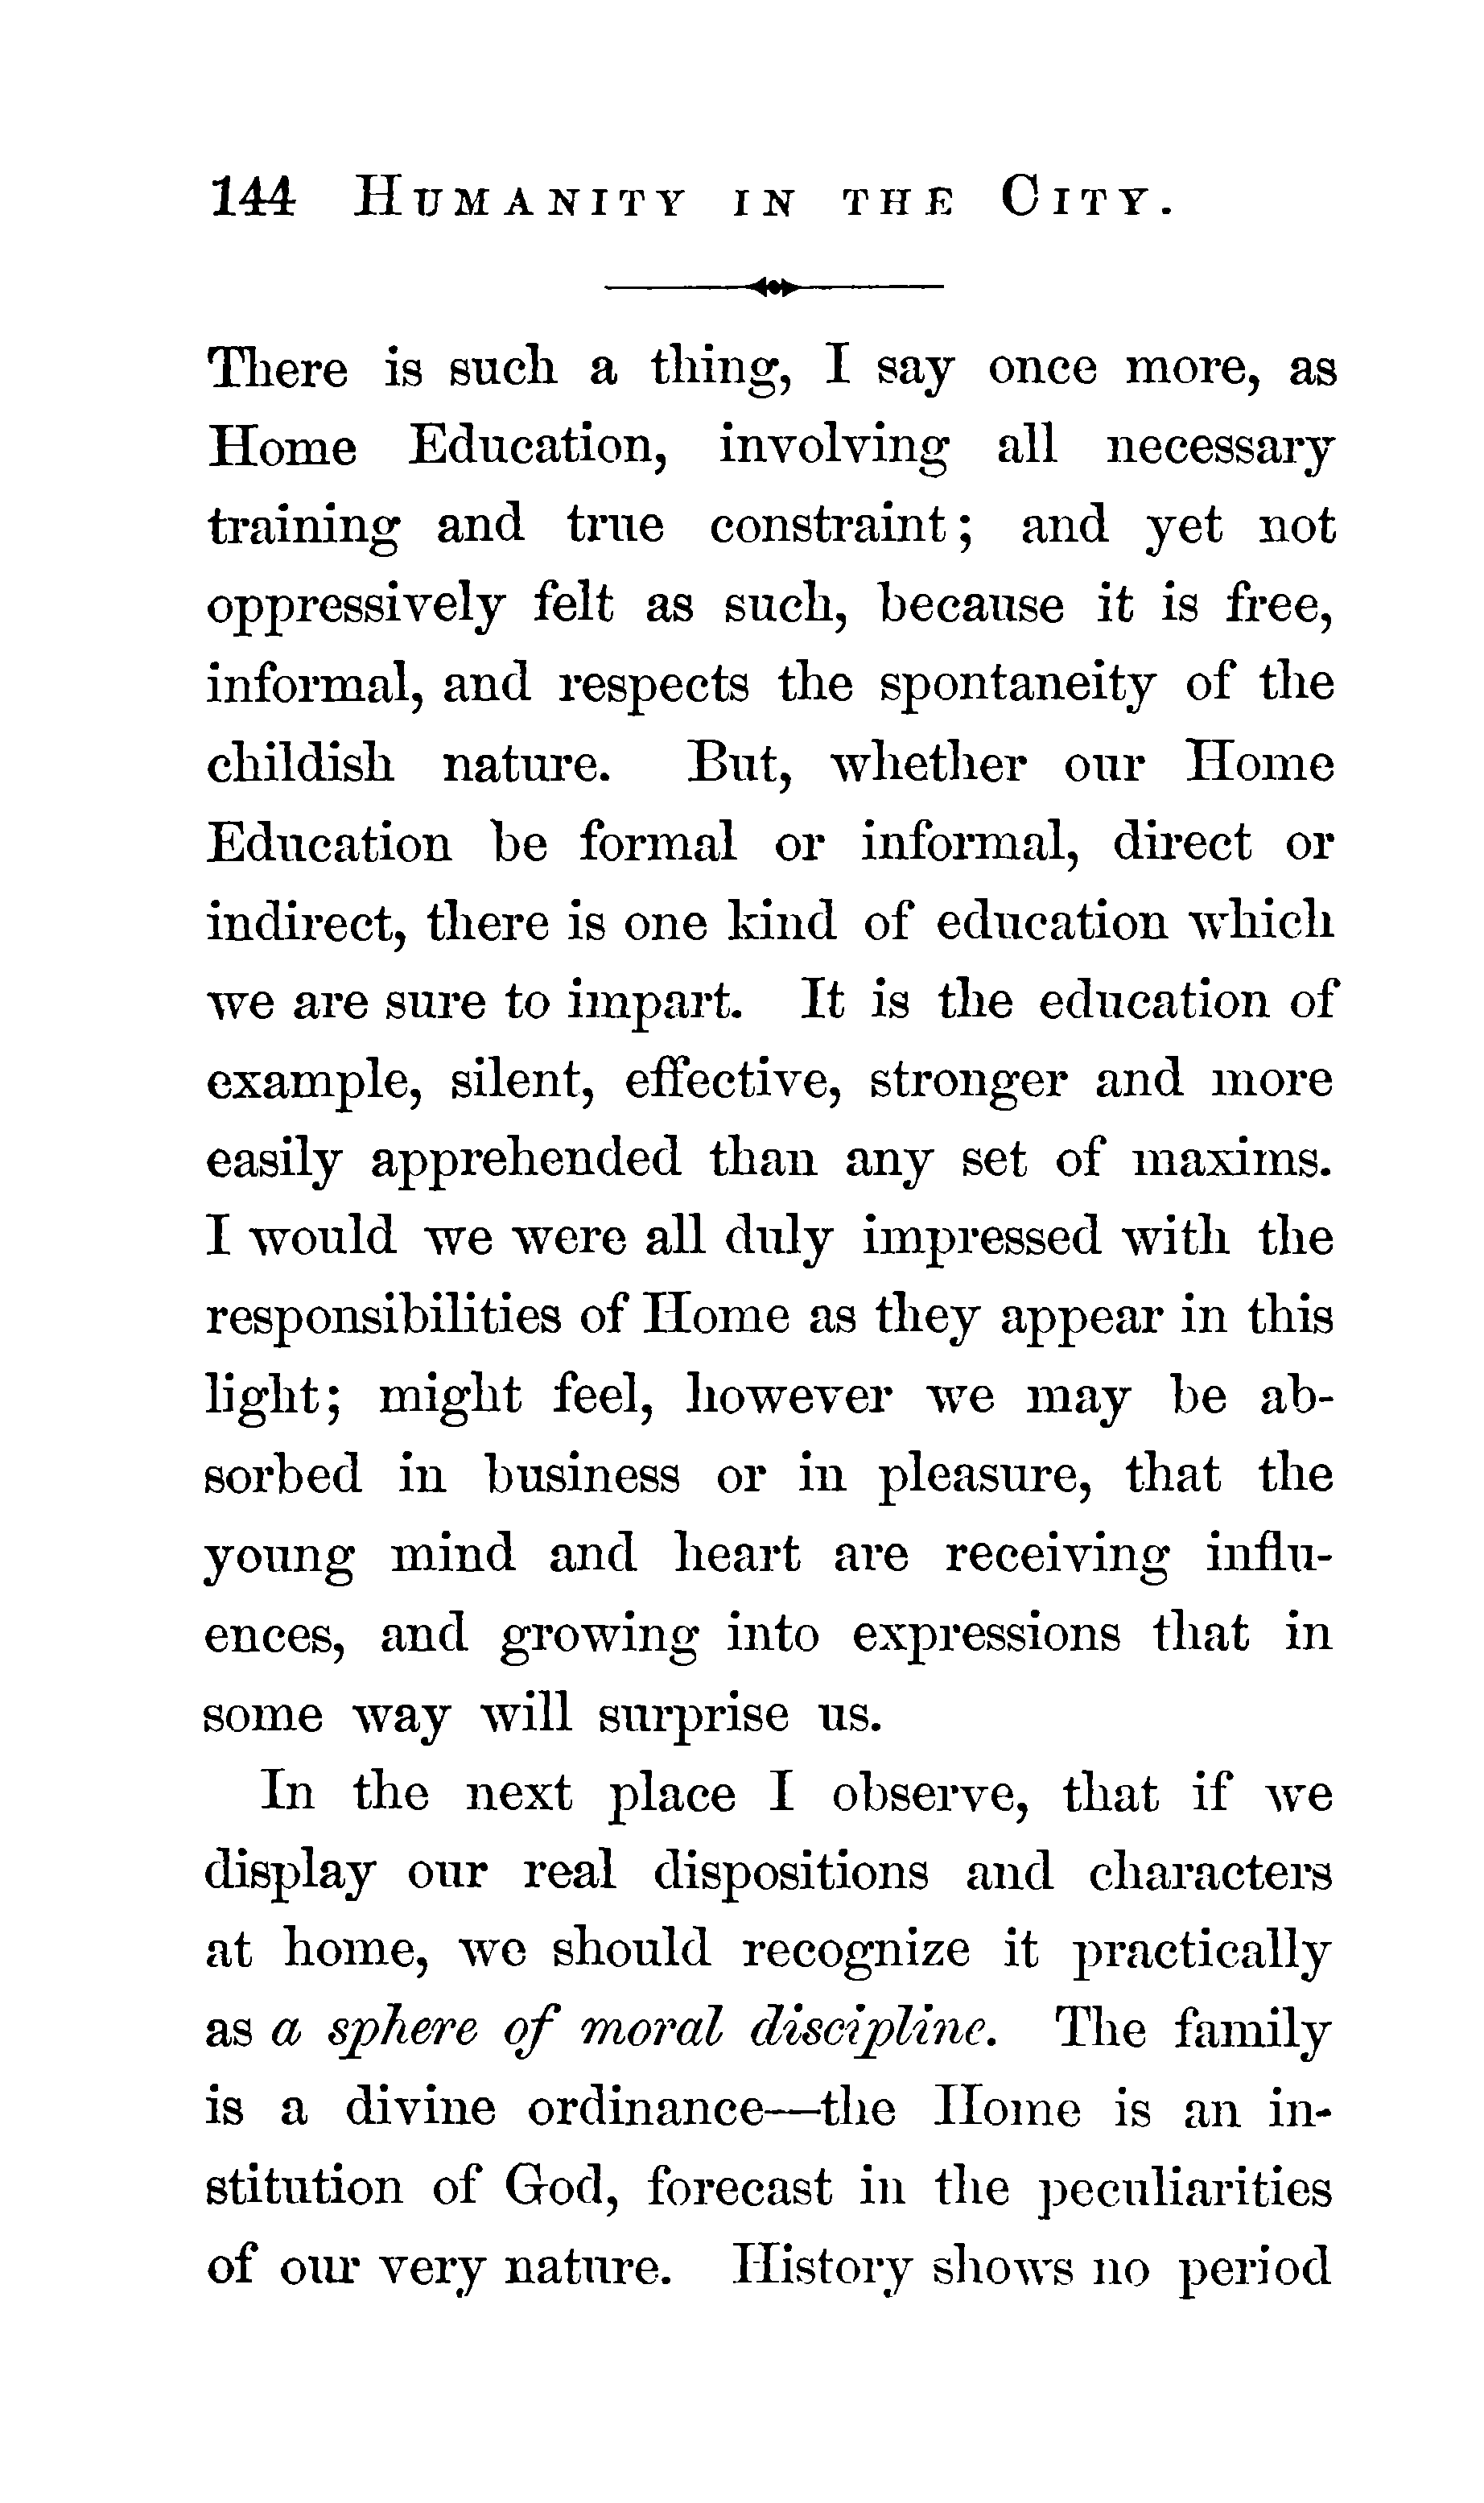 144 HUMANITY IN THE CITY.
There is such a thing, I say once more, as
Home Education, involving all necessary
training and true constraint; and yet not
oppressively felt as such, because it is free,
informal, and respects the spontaneity of the
childish nature. But, whether our Home
Education be formal or informal, direct or
indirect, there is one kind of education which
we are sure to impart. It is the education of
example, silent, effective, stronger and more
easily apprehended than any set of maxims.
I would we were all duly impressed with the
responsibilities of Home as they appear in this
light; might feel, however we may be ab-
sorbed in business or in pleasure, that the
young mind and heart are receiving influ-
ences, and growing into expressions that in
some way will surprise us.
In the next place I observe, that if we
display our real dispositions and characters
at home, we should recognize it practically
as a sphere of moral discipline. The family
is a divine ordinance—the Home is an in-
stitution of God, forecast in the peculiarities
of our very nature. History shows no period